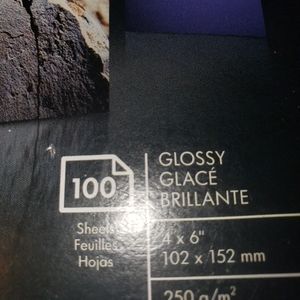 100
Sheets
Feuilles
Hojas
GLOSSY
GLACÉ
BRILLANTE
4 x 6"
102 x 152 mm
250 g/m²